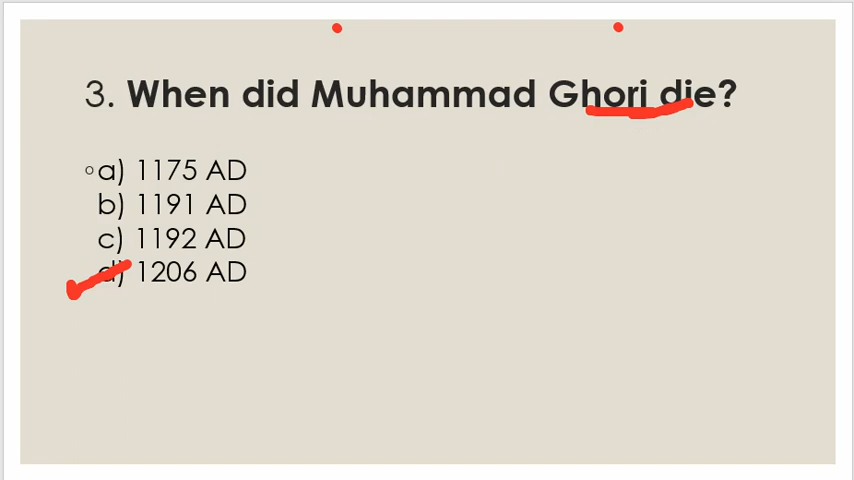 3. When did Muhammad Ghori die?
◦a) 1175 AD
b) 1191 AD
c) 1192 AD
d) 1206 AD